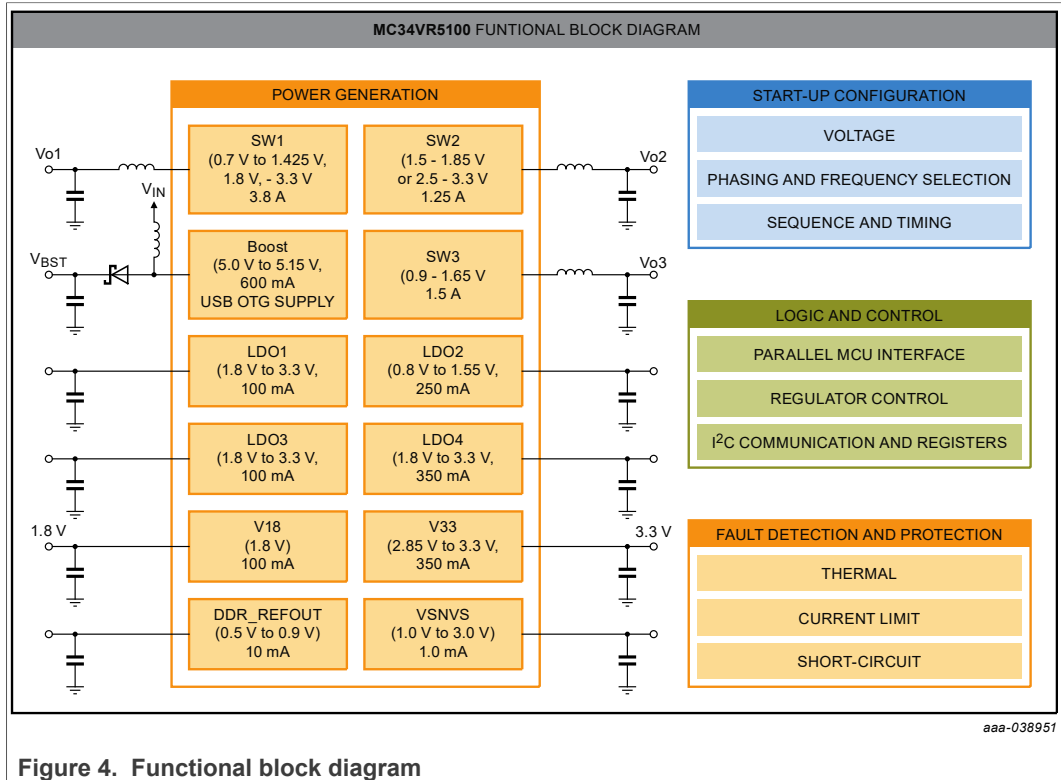 MC34VR5100 FUNTIONAL BLOCK DIAGRAM
POWER GENERATION
Vo1
SW1
(0.7 V to 1.425 V,
1.8 V, - 3.3 V
3.8 A
SW2
(1.5 - 1.85 V
or 2.5 - 3.3 V
1.25 A
Vo2
VIN
VBST
Boost
(5.0 V to 5.15 V,
600 mA
USB OTG SUPPLY
SW3
(0.9 - 1.65 V
1.5 A
Vo3
LDO1
(1.8 V to 3.3 V,
100 mA
LDO2
(0.8 V to 1.55 V,
250 mA
LDO3
(1.8 V to 3.3 V,
100 mA
LDO4
(1.8 V to 3.3 V,
350 mA
1.8 V
V18
(1.8 V)
100 mA
V33
(2.85 V to 3.3 V,
350 mA
3.3 V
DDR_REFOUT
(0.5 V to 0.9 V)
10 mA
VSNVS
(1.0 V to 3.0 V)
1.0 mA
START-UP CONFIGURATION
VOLTAGE
PHASING AND FREQUENCY SELECTION
SEQUENCE AND TIMING
LOGIC AND CONTROL
PARALLEL MCU INTERFACE
REGULATOR CONTROL
I2C COMMUNICATION AND REGISTERS
FAULT DETECTION AND PROTECTION
THERMAL
CURRENT LIMIT
SHORT-CIRCUIT
aaa-038951
Figure 4. Functional block diagram